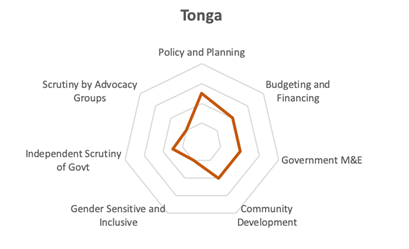 Tonga
Policy and Planning
Scrutiny by Advocacy
Groups
Budgeting and
Financing
Independent Scrutiny
of Govt
Government M&E
Gender Sensitive and
Inclusive
Community
Development